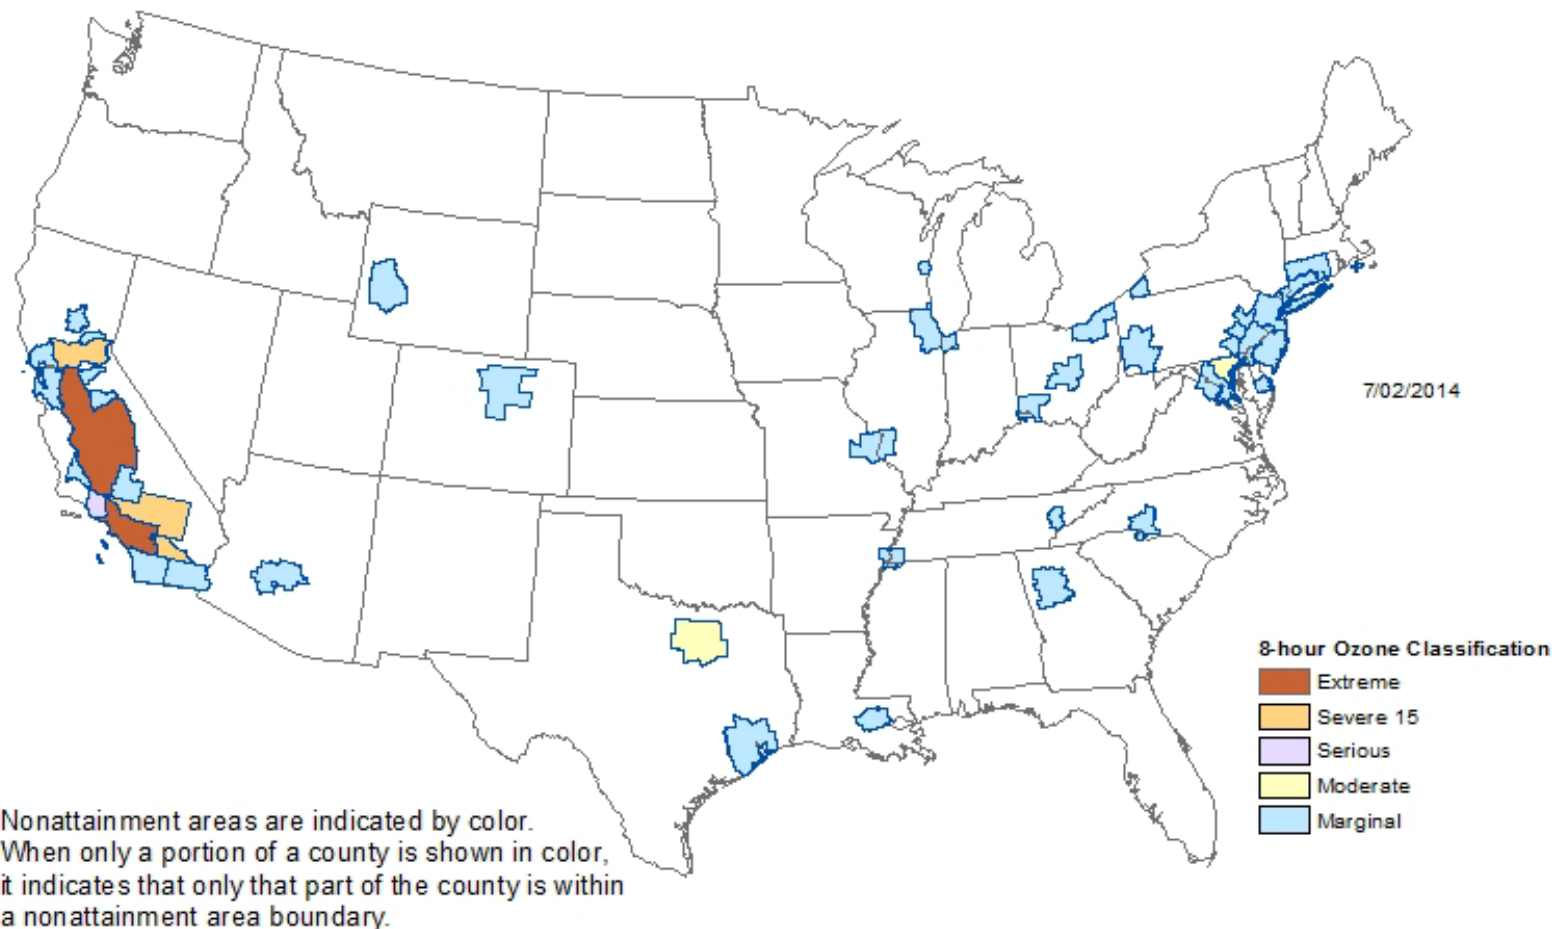 7/02/2014
8-hour Ozone Classification
Extreme
Severe 15
Serious
Moderate
Marginal
Nonattainment areas are indicated by color.
When only a portion of a county is shown in color,
it indicates that only that part of the county is within
a nonattainment area boundary.